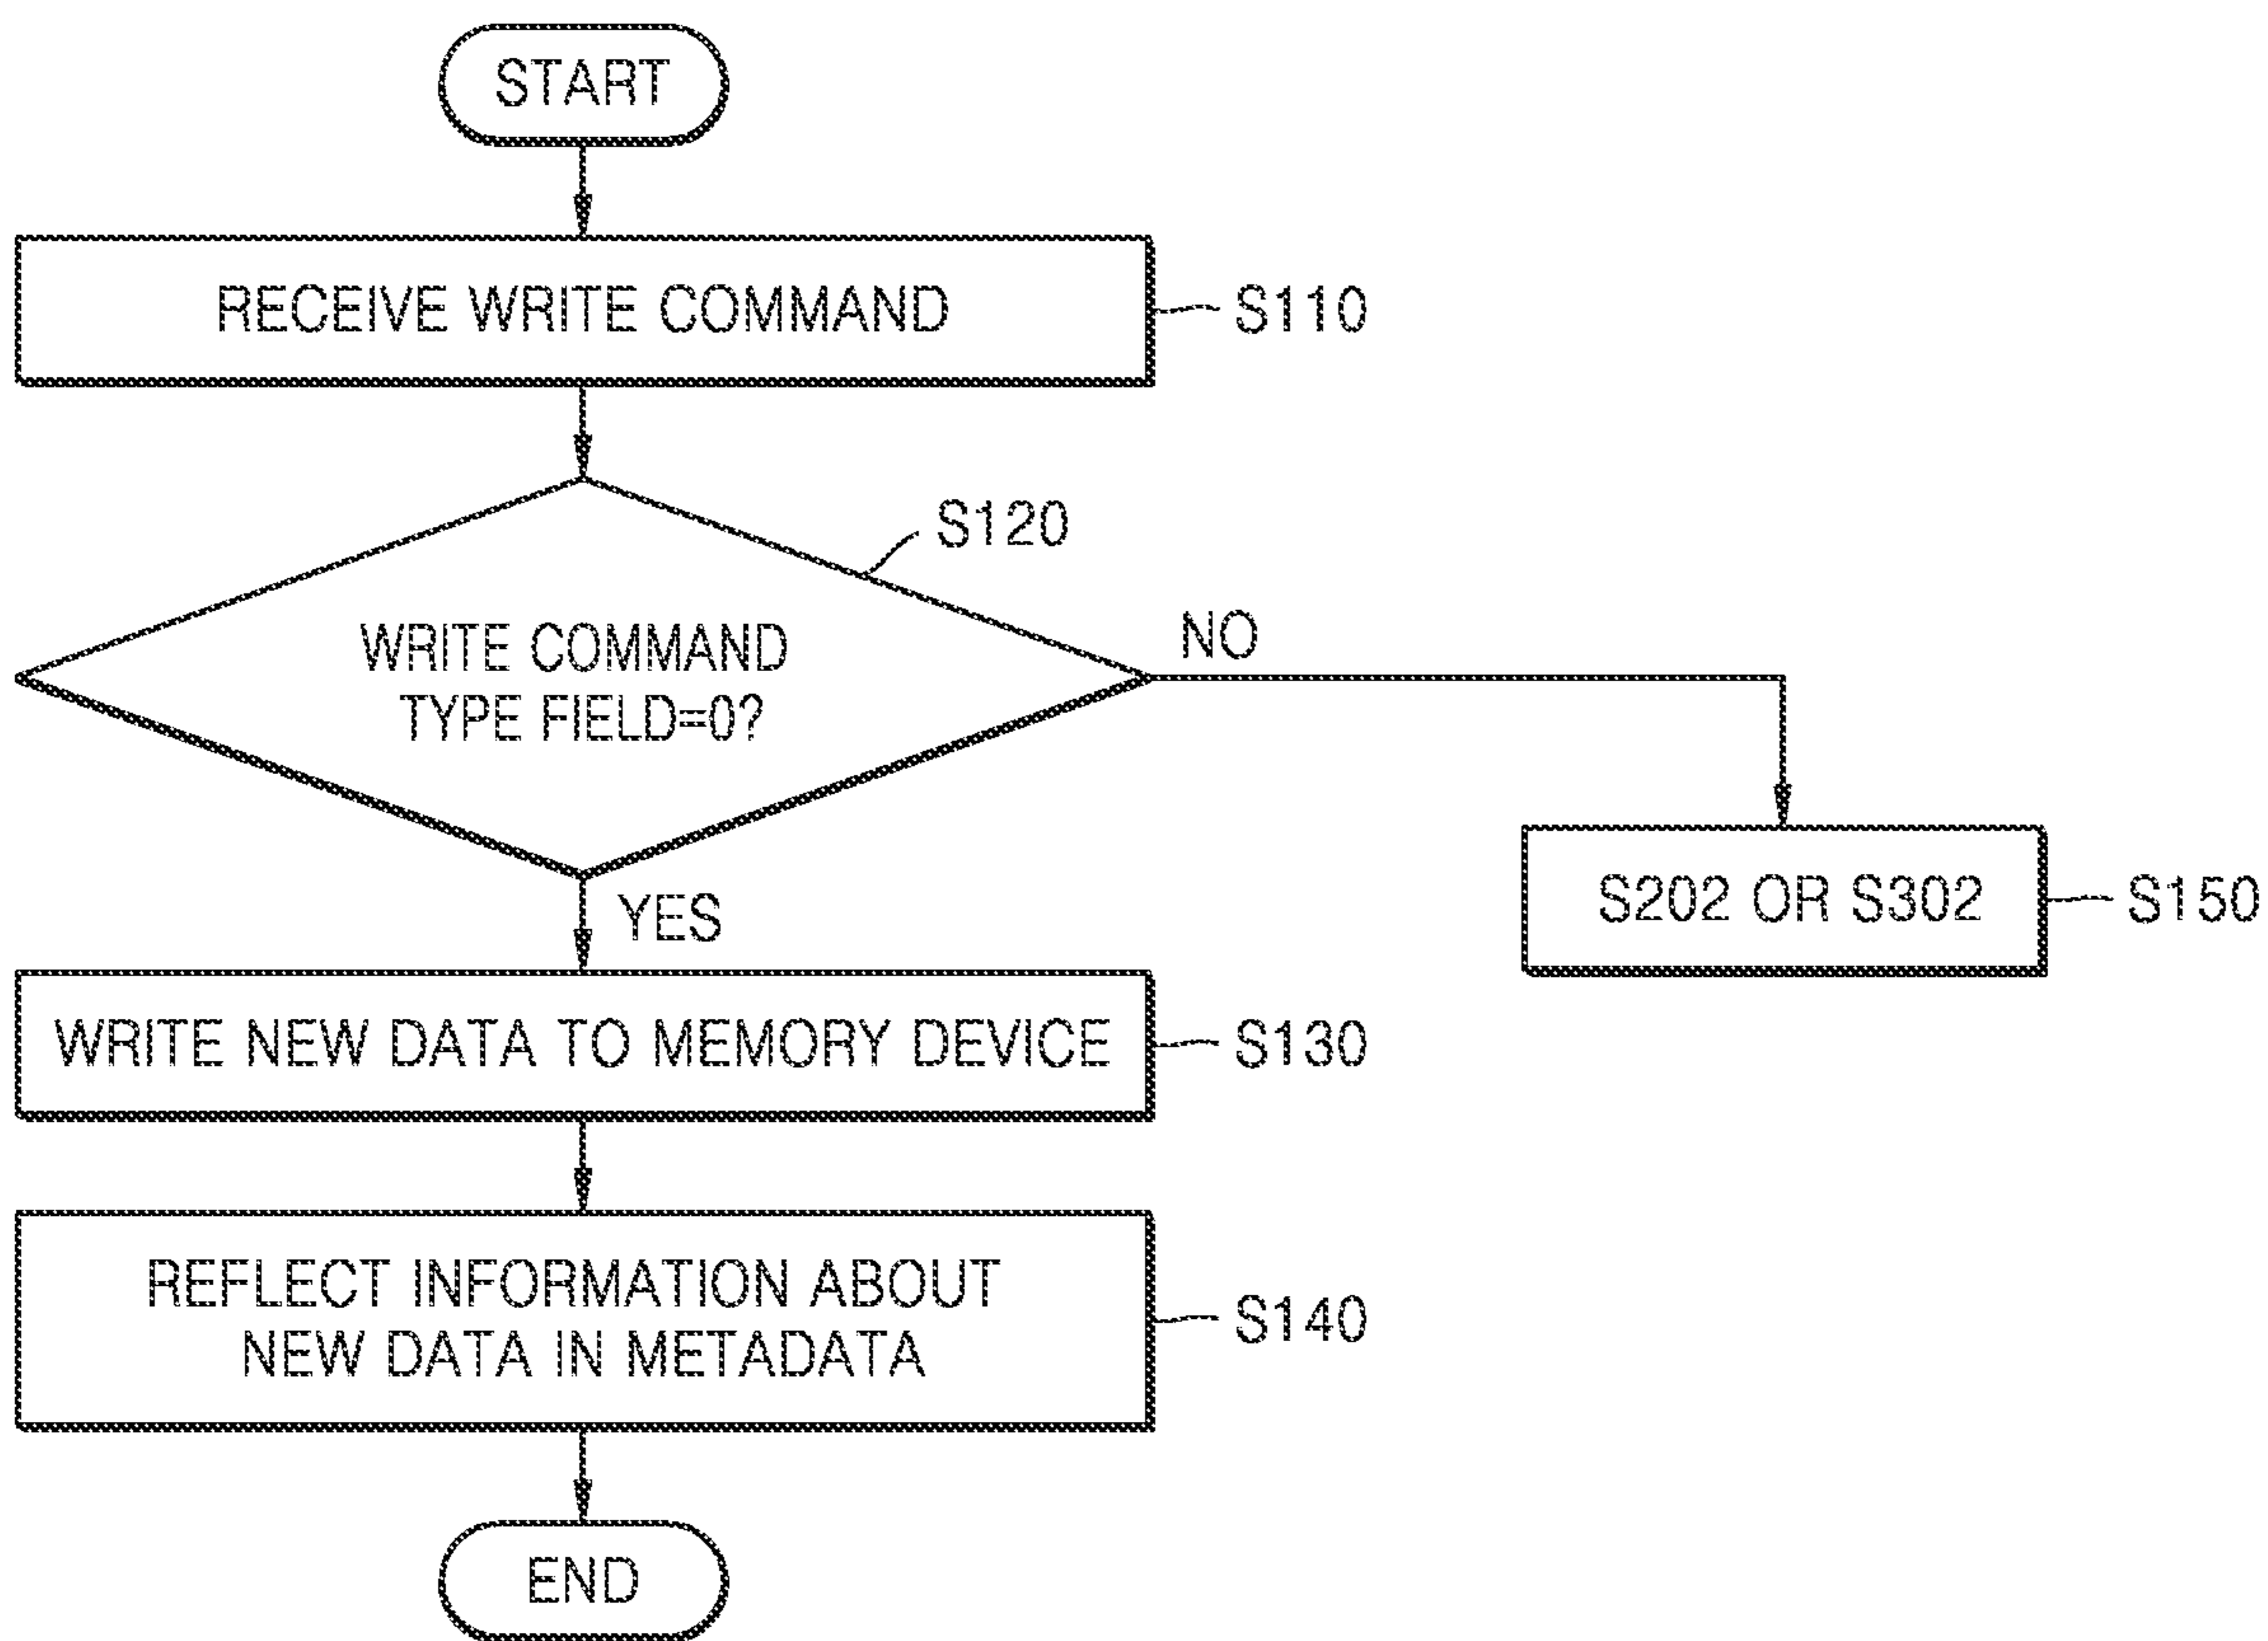 START
RECEIVE WRITE COMMAND
S110
S120
WRITE COMMAND
TYPE FIELD=0?
NO
YES
S202 OR S302
S150
WRITE NEW DATA TO MEMORY DEVICE
S130
REFLECT INFORMATION ABOUT
NEW DATA IN METADATA
S140
END